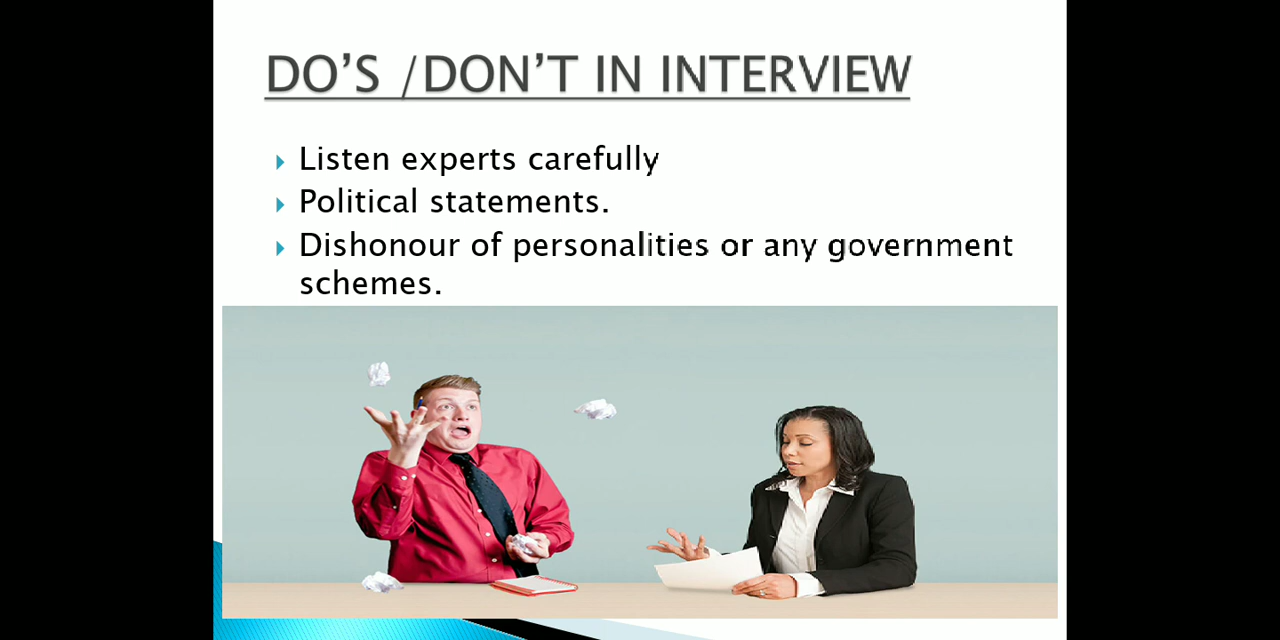 DO'S /DON'T IN INTERVIEW
Listen experts carefully
Political statements.
Dishonour of personalities or any government
schemes.